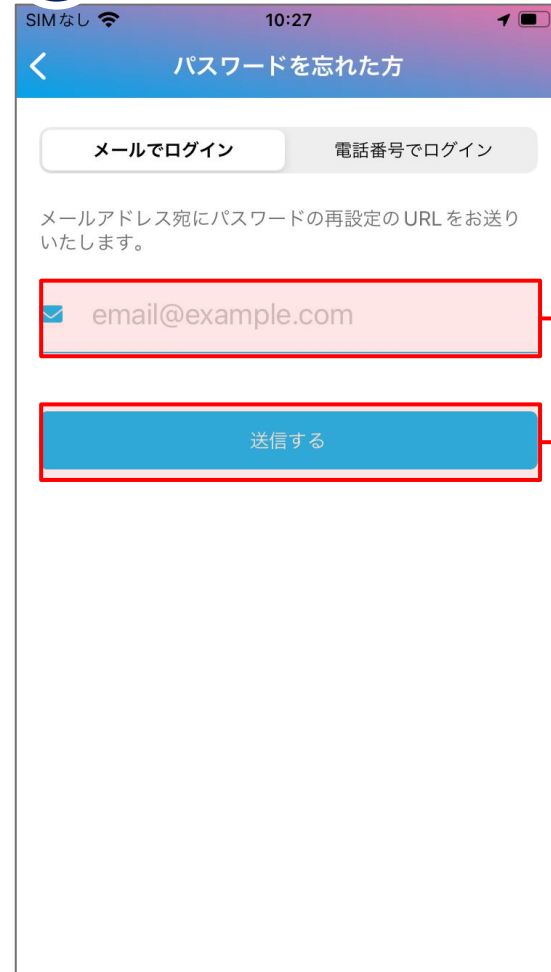 SIMなし 10:27
パスワードを忘れた方
メールでログイン 電話番号でログイン
メールアドレス宛にパスワードの再設定のURLをお送り
いたします。
email@example.com
送信する